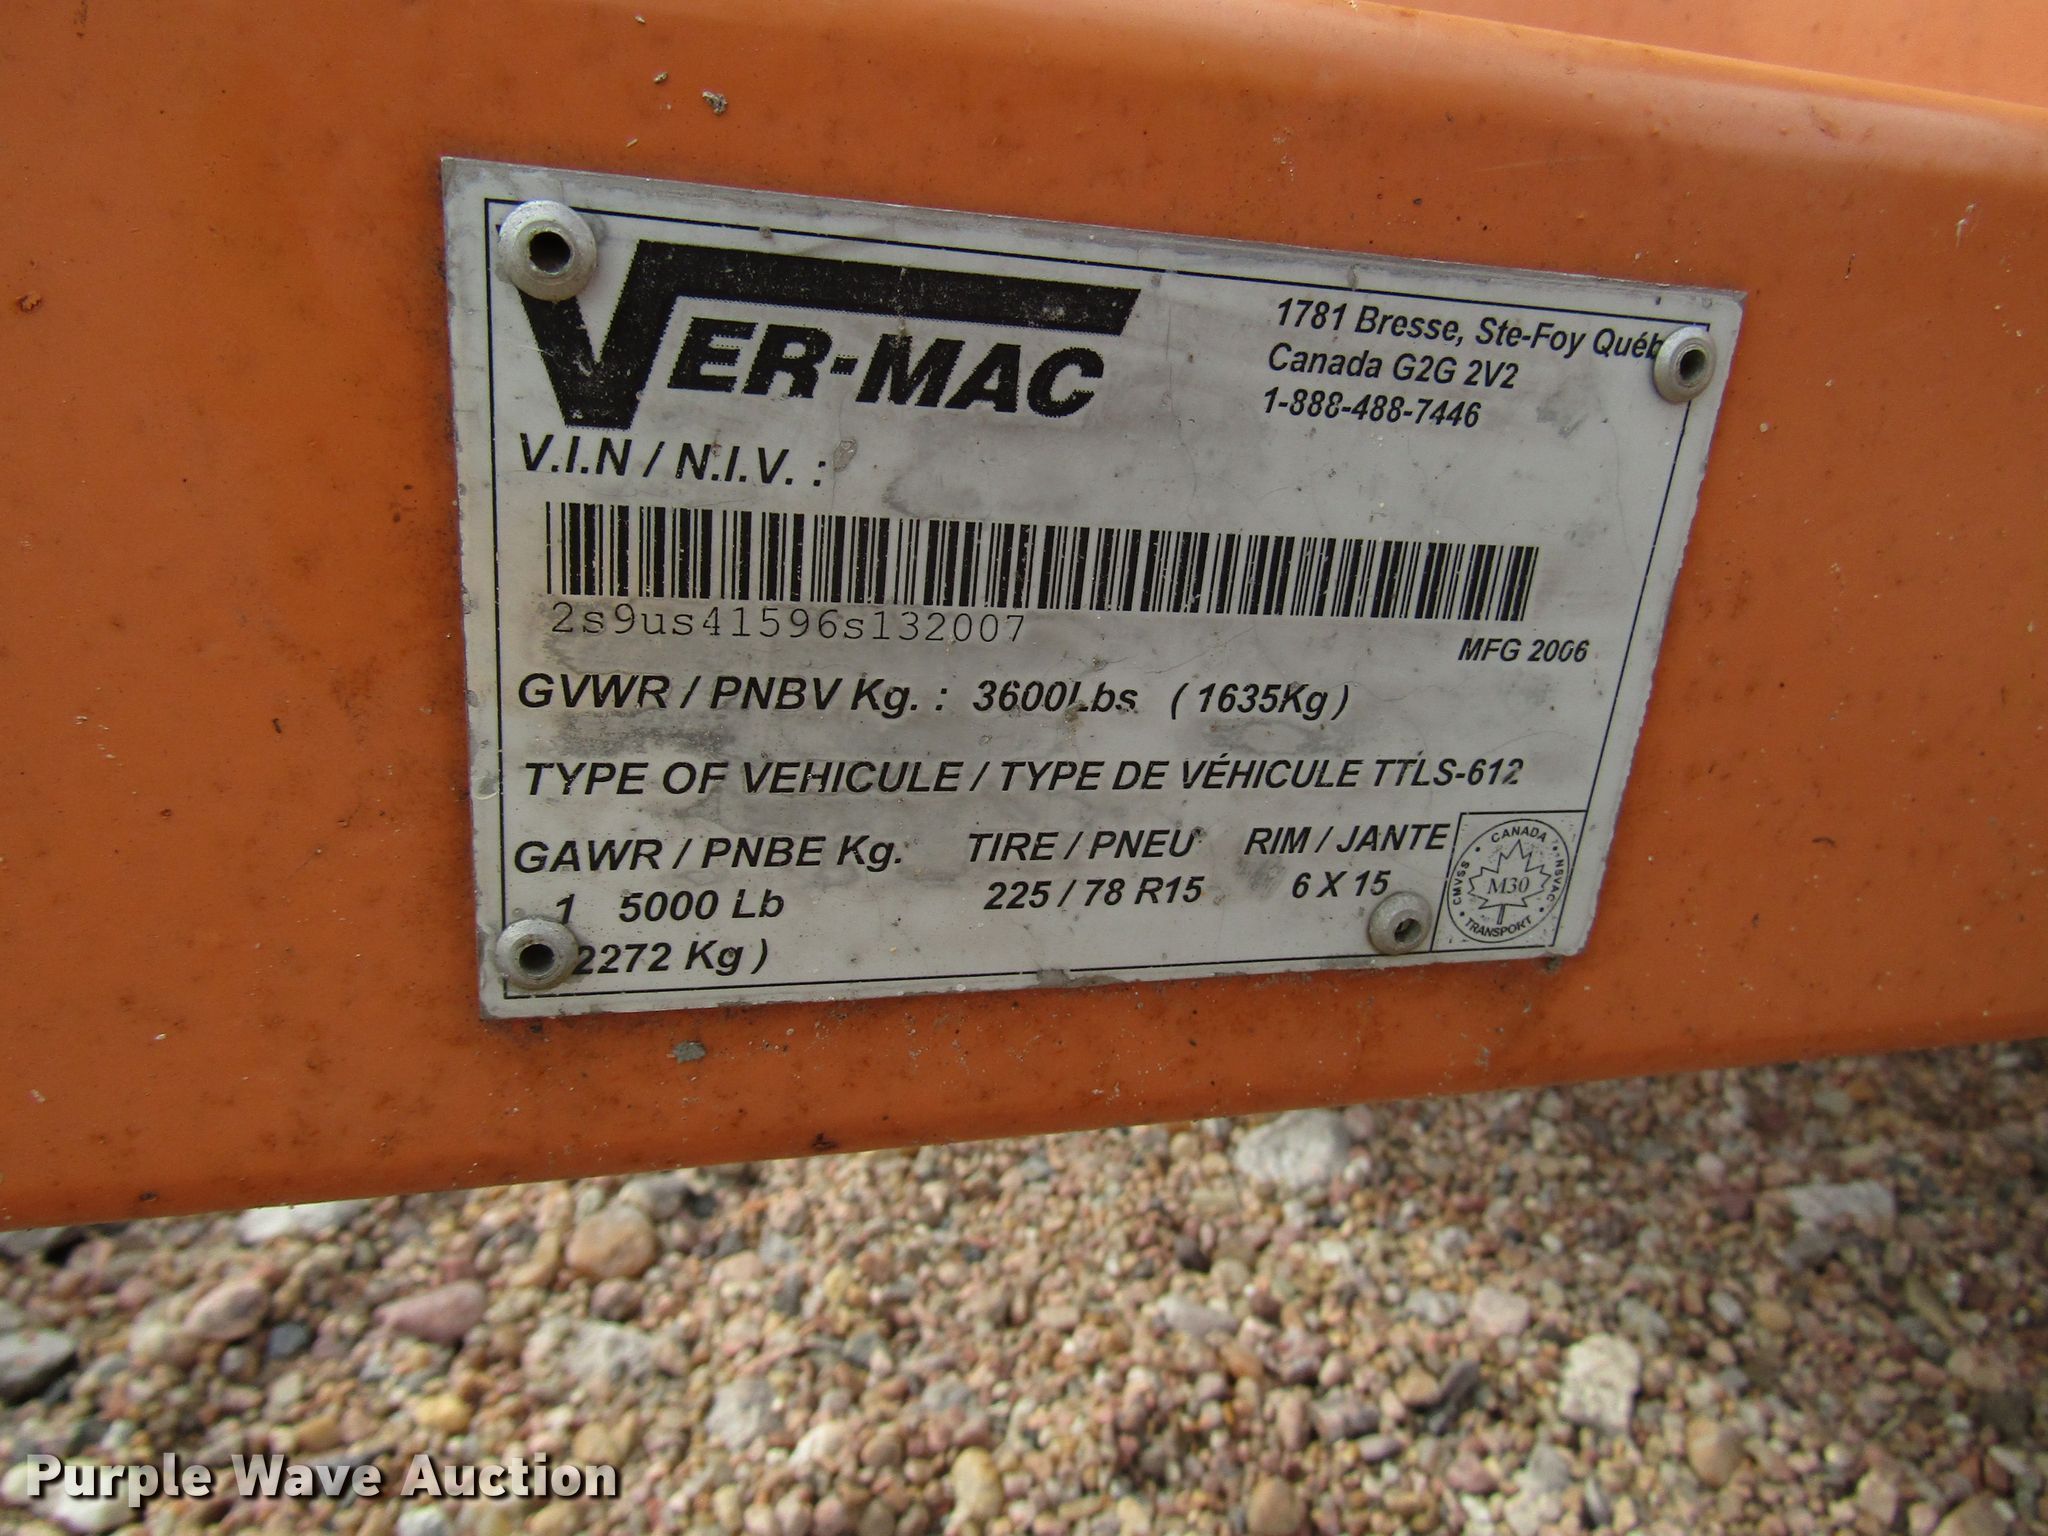 VER-MAC
1781 Bresse, Ste-Foy Québ
Canada G2G 2V2
1-888-488-7446
V.I.N / N.I.V. :
2s9us41596s132007
MFG 2006
GVWR / PNBV Kg. : 3600Lbs ( 1635Kg )
TYPE OF VEHICULE / TYPE DE VÉHICULE TTLS-612
GAWR / PNBE Kg. TIRE / PNEU RIM / JANTE
1 5000 Lb 225 / 78 R15 6 X 15
2272 Kg )
CANADA
CMVSS NSVAC
M30
TRANSPORT
Purple Wave Auction